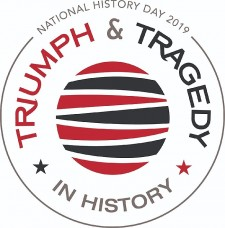 NATIONAL HISTORY DAY 2019
TRIUMPH & TRAGEDY
IN HISTORY